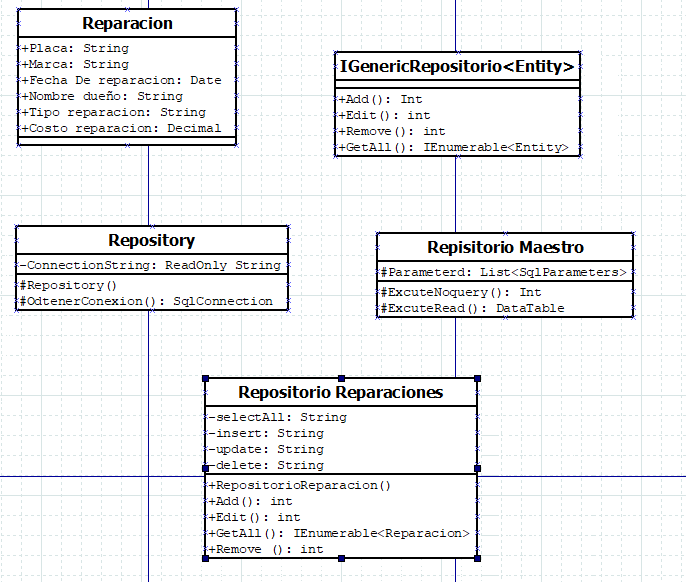 Reparacion
+Placa: String
+Marca: String
+Fecha De reparacion: Date
+Nombre dueño: String
+Tipo reparacion: String
+Costo reparacion: Decimal
IGenericRepositorio<Entity>
+Add(): Int
+Edit(): int
+Remove(): int
+GetAll(): IEnumerable<Entity>
Repository
-ConnectionString: ReadOnly String
#Repository()
#OdtenerConexion(): SqlConnection
Repisitorio Maestro
#Parameterd: List<SqlParameters>
#ExcuteNoquery(): Int
#ExcuteRead(): DataTable
Repositorio Reparaciones
-selectAll: String
-insert: String
-update: String
-delete: String
+RepositorioReparacion()
+Add(): int
+Edit(): int
+GetAll(): IEnumerable<Reparacion>
+Remove (): int